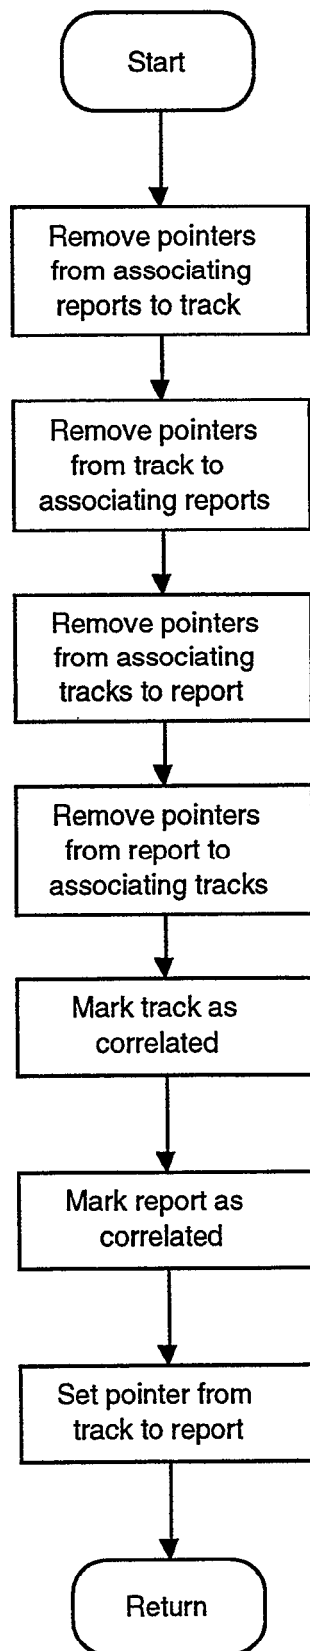 Start
Remove pointers
from associating
reports to track
Remove pointers
from track to
associating reports
Remove pointers
from associating
tracks to report
Remove pointers
from report to
associating tracks
Mark track as
correlated
Mark report as
correlated
Set pointer from
track to report
Return